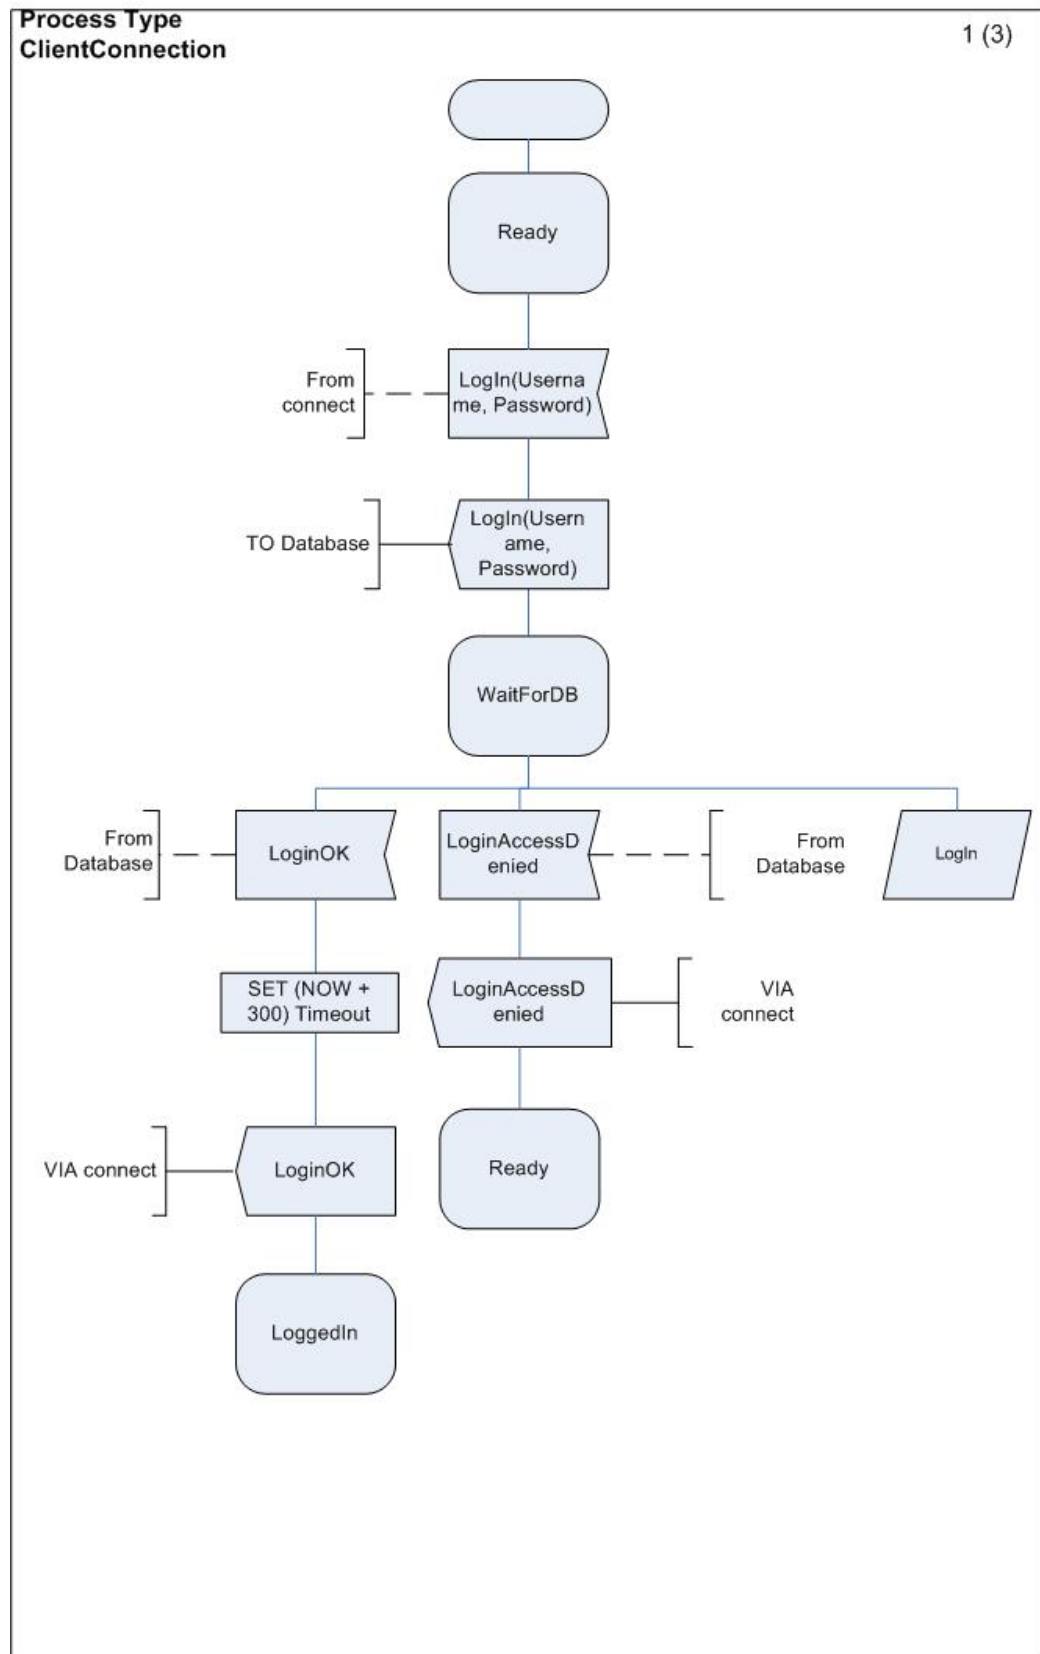 Process Type
ClientConnection
1 (3)
Ready
From
connect
LogIn(Userna
me, Password)
TO Database
LogIn(Usern
ame,
Password)
WaitForDB
From
Database
LoginOK
LoginAccessD
enied
From
Database
LogIn
SET (NOW +
300) Timeout
LoginAccessD
enied
VIA
connect
VIA connect
LoginOK
Ready
LoggedIn